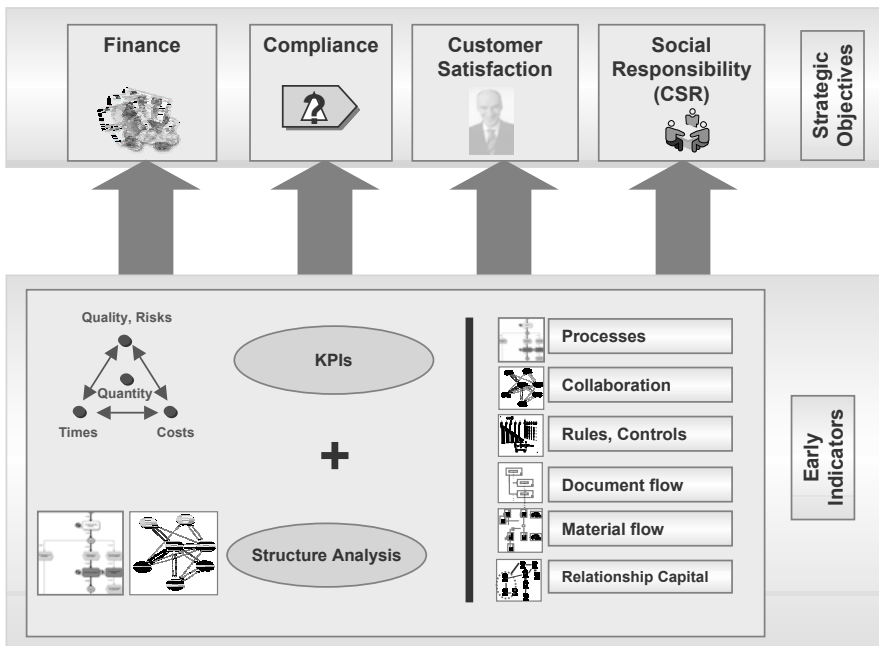 Finance
Compliance
Customer
Satisfaction
Social
Responsibility
(CSR)
Strategic
Objectives
Quality, Risks
Quantity
Times
Costs
KPIs
+
Structure Analysis
Processes
Collaboration
Rules, Controls
Document flow
Material flow
Relationship Capital
Early
Indicators